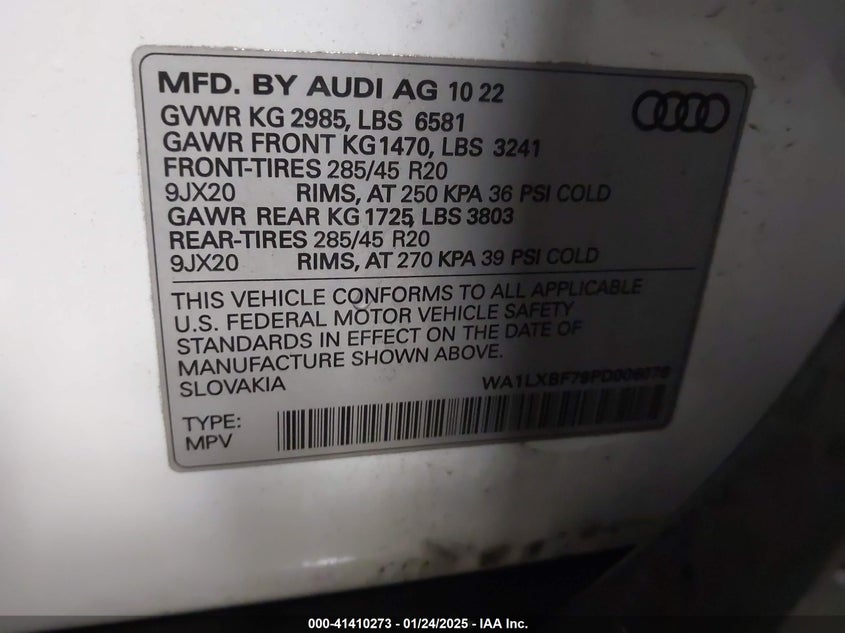 MFD. BY AUDI AG 10 22
GVWR KG 2985, LBS 6581
GAWR FRONT KG1470, LBS 3241
FRONT-TIRES 285/45 R20
9JX20 RIMS, AT 250 KPA 36 PSI COLD
GAWR REAR KG 1725, LBS 3803
REAR-TIRES 285/45 R20
9JX20 RIMS, AT 270 KPA 39 PSI COLD
THIS VEHICLE CONFORMS TO ALL APPLICABLE
U.S. FEDERAL MOTOR VEHICLE SAFETY
STANDARDS IN EFFECT ON THE DATE OF
MANUFACTURE SHOWN ABOVE.
SLOVAKIA
TYPE:
MPV
000-41410273 - 01/24/2025 - IAA Inc.